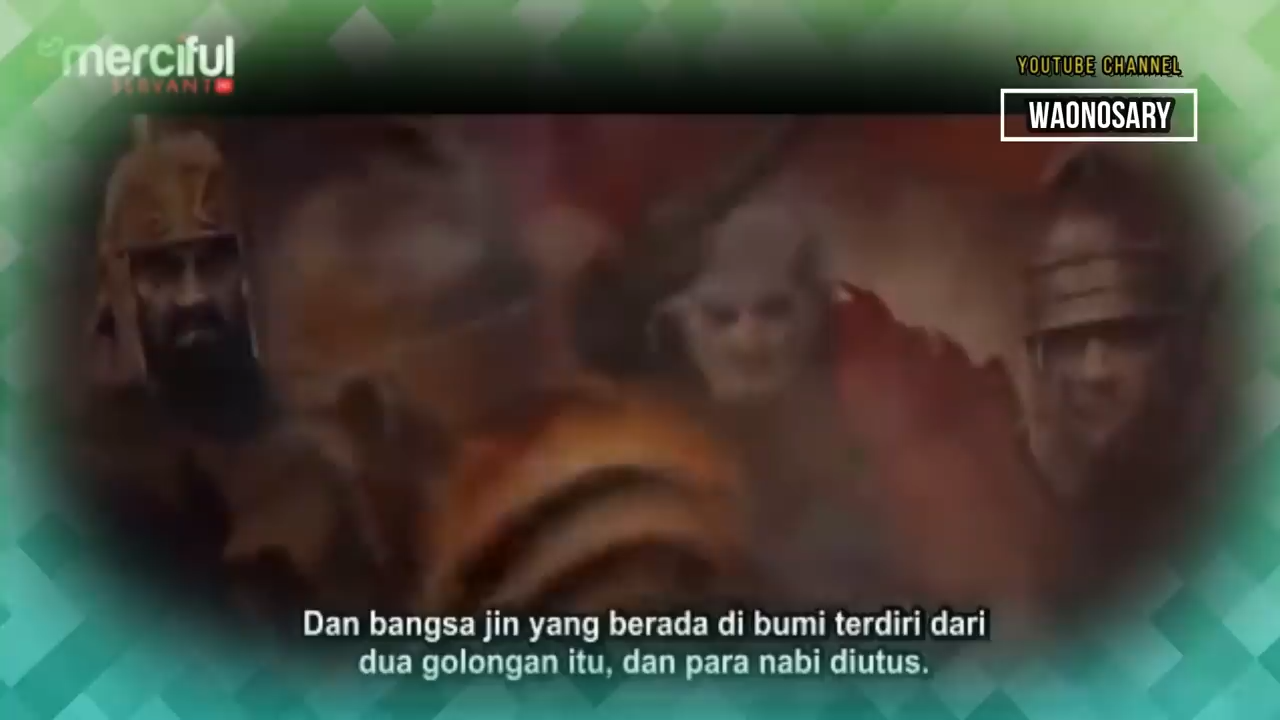 merciful
SERVANT HD
YOUTUBE CHANNEL
WAONOSARY
Dan bangsa jin yang berada di bumi terdiri dari
dua golongan itu, dan para nabi diutus.